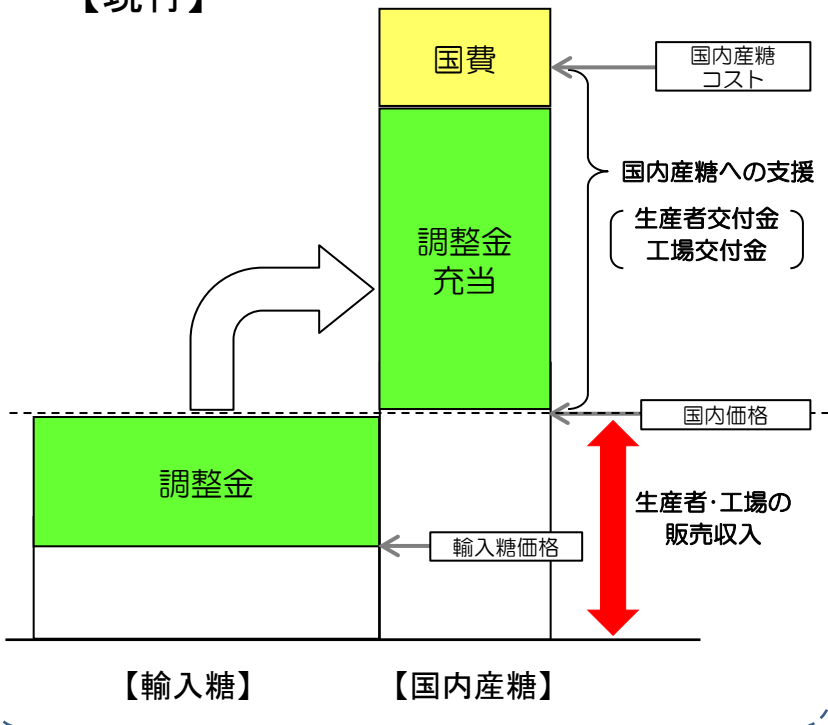 【現行】
国費
国内産糖
コスト
国内産糖への支援
生産者交付金
工場交付金
調整金
充当
国内価格
調整金
生産者・工場の
販売収入
輸入糖価格
【輸入糖】
【国内産糖】